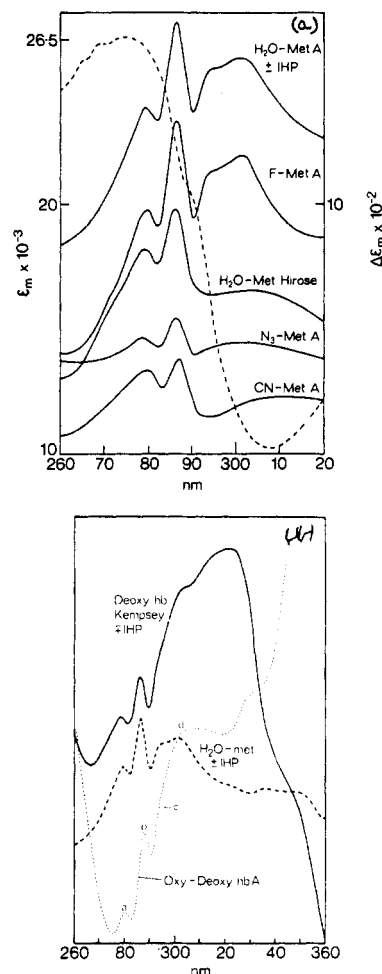 (a)
26·5
H₂O-Met A
± IHP
F-Met A
20
10
εm x 10⁻³
Δεm x 10⁻²
H₂O-Met Hirose
N₃-Met A
CN-Met A
10
260 70 80 90 300 10 20
nm
(b)
Deoxy hb
Kempsey
∓IHP
d
H₂O-met
± IHP
c
a
Oxy-Deoxy hbA
260 80 300 20 360
nm